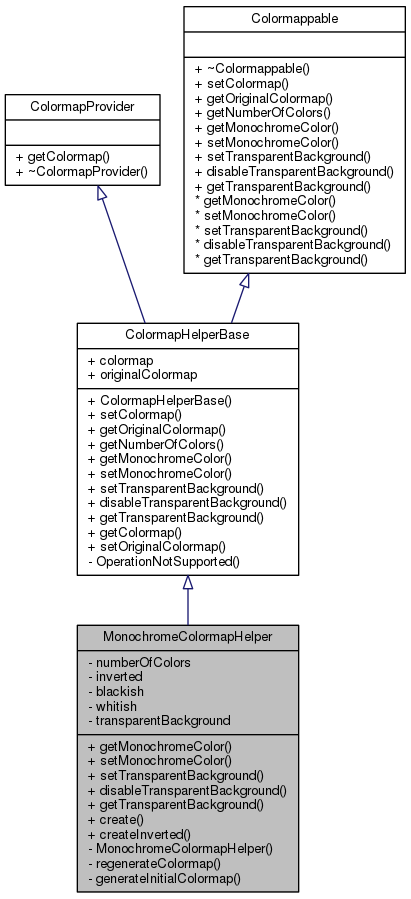 Colormappable
+ ~Colormappable()
+ setColormap()
+ getOriginalColormap()
+ getNumberOfColors()
+ getMonochromeColor()
+ setMonochromeColor()
+ setTransparentBackground()
+ disableTransparentBackground()
+ getTransparentBackground()
* getMonochromeColor()
* setMonochromeColor()
* setTransparentBackground()
* disableTransparentBackground()
* getTransparentBackground()
ColormapProvider
+ getColormap()
+ ~ColormapProvider()
ColormapHelperBase
+ colormap
+ originalColormap
+ ColormapHelperBase()
+ setColormap()
+ getOriginalColormap()
+ getNumberOfColors()
+ getMonochromeColor()
+ setMonochromeColor()
+ setTransparentBackground()
+ disableTransparentBackground()
+ getTransparentBackground()
+ getColormap()
+ setOriginalColormap()
- OperationNotSupported()
MonochromeColormapHelper
- numberOfColors
- inverted
- blackish
- whitish
- transparentBackground
+ getMonochromeColor()
+ setMonochromeColor()
+ setTransparentBackground()
+ disableTransparentBackground()
+ getTransparentBackground()
+ create()
+ createInverted()
- MonochromeColormapHelper()
- regenerateColormap()
- generateInitialColormap()